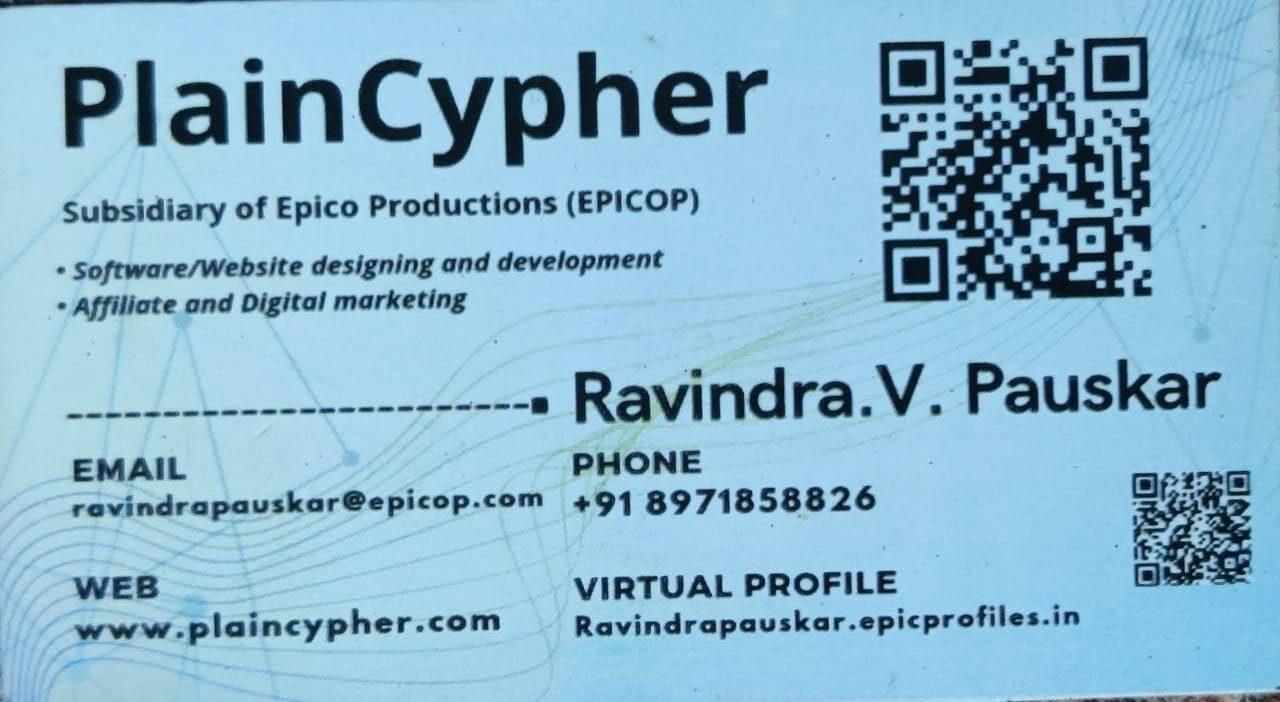 PlainCypher
Subsidiary of Epico Productions (EPICOP)
• Software/Website designing and development
• Affiliate and Digital marketing
Ravindra.V. Pauskar
EMAIL
ravindrapauskar@epicop.com
PHONE
+91 8971858826
WEB
www.plaincypher.com
VIRTUAL PROFILE
Ravindrapauskar.epicprofiles.in